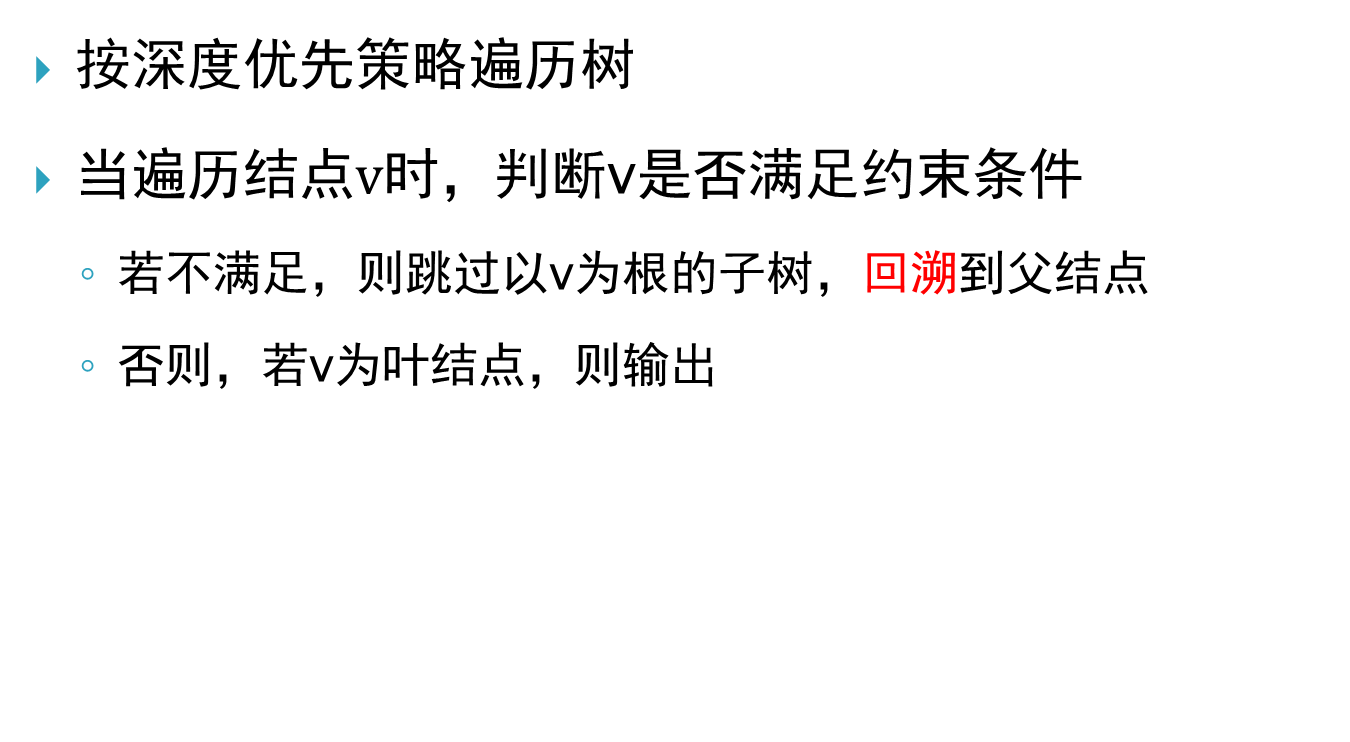 按深度优先策略遍历树
当遍历结点v时，判断v是否满足约束条件
若不满足，则跳过以v为根的子树，回溯到父结点
否则，若v为叶结点，则输出